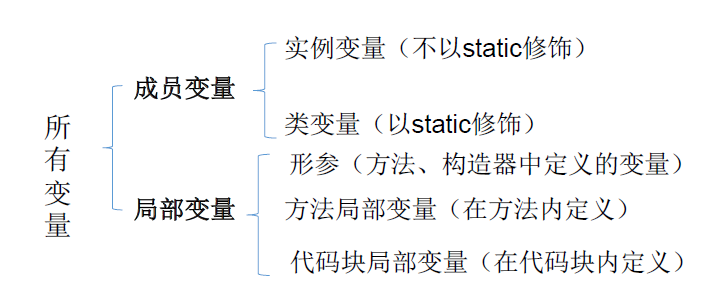 所有变量
成员变量
实例变量（不以static修饰）
类变量（以static修饰）
局部变量
形参（方法、构造器中定义的变量）
方法局部变量（在方法内定义）
代码块局部变量（在代码块内定义）